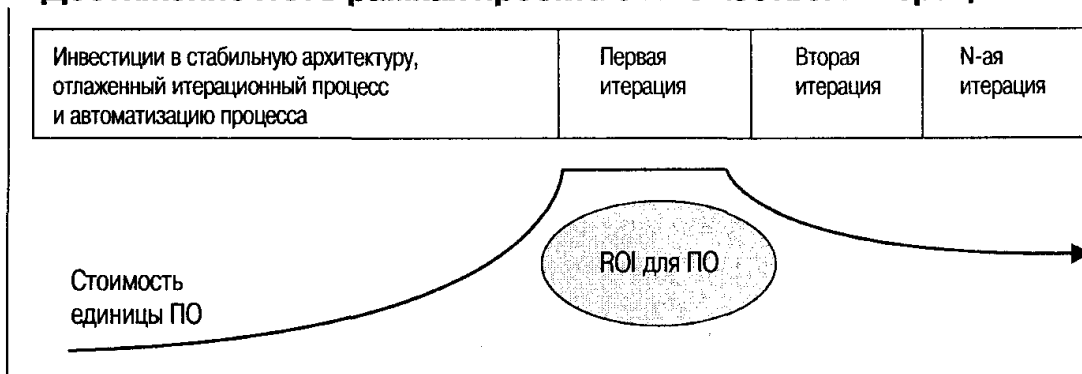 Инвестиции в стабильную архитектуру,
отлаженный итерационный процесс
и автоматизацию процесса
Первая
итерация
Вторая
итерация
N-ая
итерация
ROI для ПО
Стоимость
единицы ПО